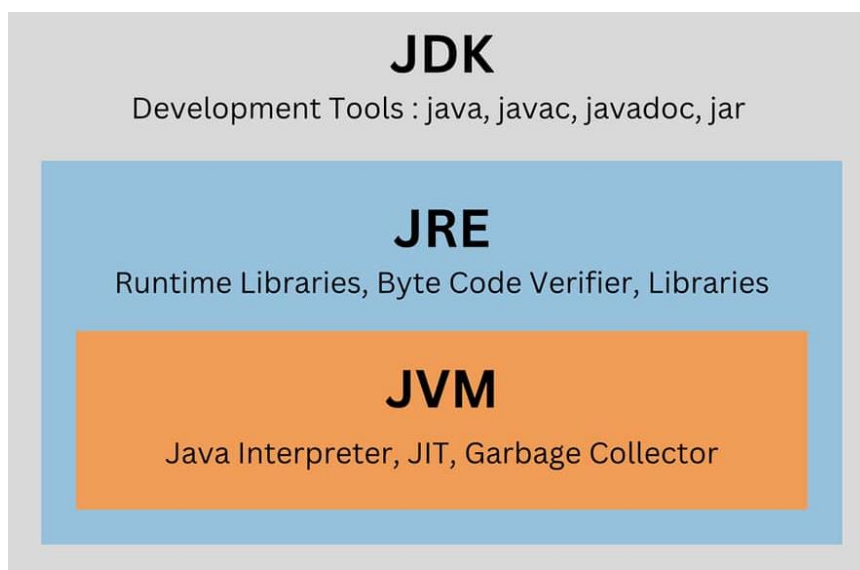 JDK
Development Tools : java, javac, javadoc, jar
JRE
Runtime Libraries, Byte Code Verifier, Libraries
JVM
Java Interpreter, JIT, Garbage Collector